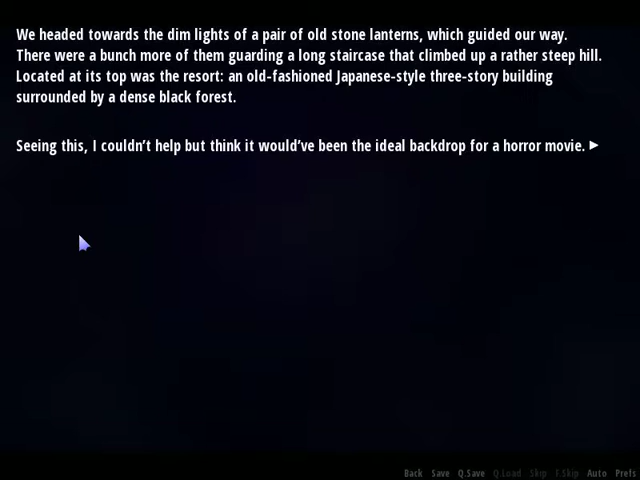 We headed towards the dim lights of a pair of old stone lanterns, which guided our way.
There were a bunch more of them guarding a long staircase that climbed up a rather steep hill.
Located at its top was the resort: an old-fashioned Japanese-style three-story building
surrounded by a dense black forest.
Seeing this, I couldn't help but think it would've been the ideal backdrop for a horror movie.
Back Save Q.Save Q.Load Skip T.Skip Auto Prefs